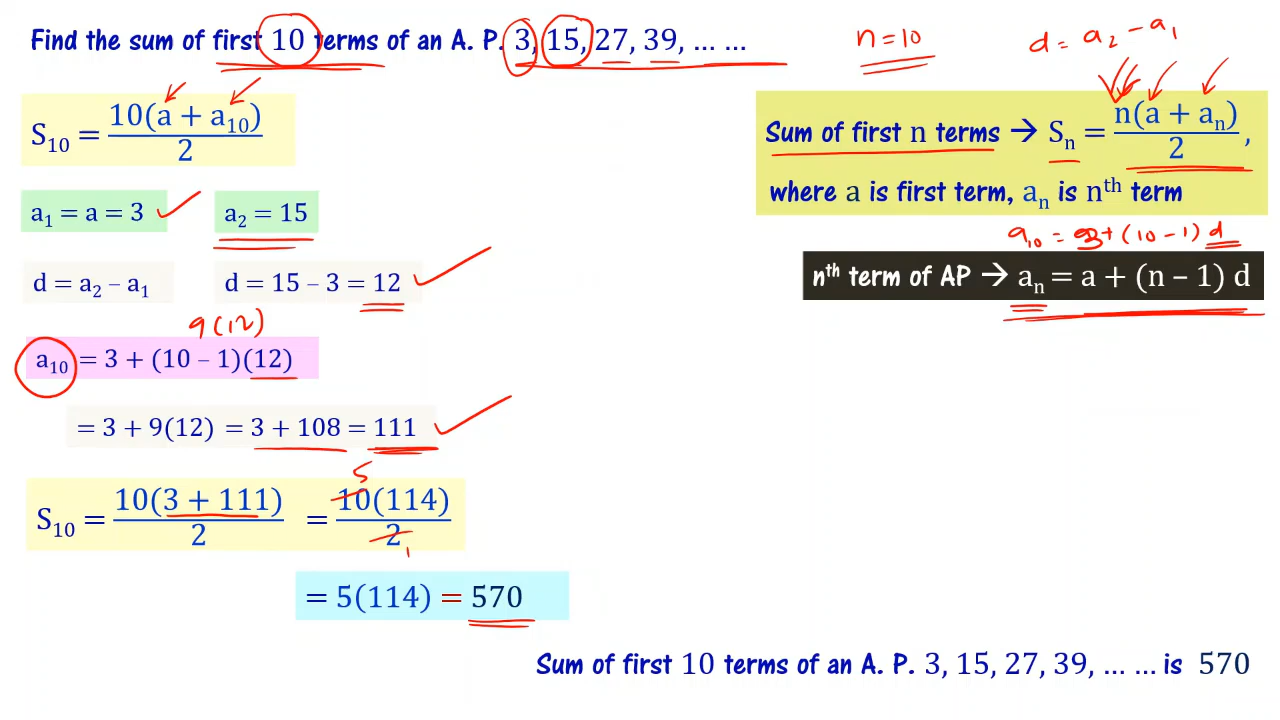 Find the sum of first 10 terms of an A. P. 3, 15, 27, 39, ... ...
n = 10
d = a₂ − a₁
S₁₀ = 10(a + a₁₀) / 2
Sum of first n terms → Sₙ = n(a + aₙ) / 2 ,
where a is first term, aₙ is nᵗʰ term
a₁ = a = 3
a₂ = 15
a₁₀ = 3 + (10 − 1) d
nᵗʰ term of AP → aₙ = a + (n − 1) d
d = a₂ − a₁
d = 15 − 3 = 12
9(12)
a₁₀ = 3 + (10 − 1)(12)
= 3 + 9(12) = 3 + 108 = 111
5
S₁₀ = 10(3 + 111) / 2 = 10(114) / 2
1
= 5(114) = 570
Sum of first 10 terms of an A. P. 3, 15, 27, 39, ... ... is 570